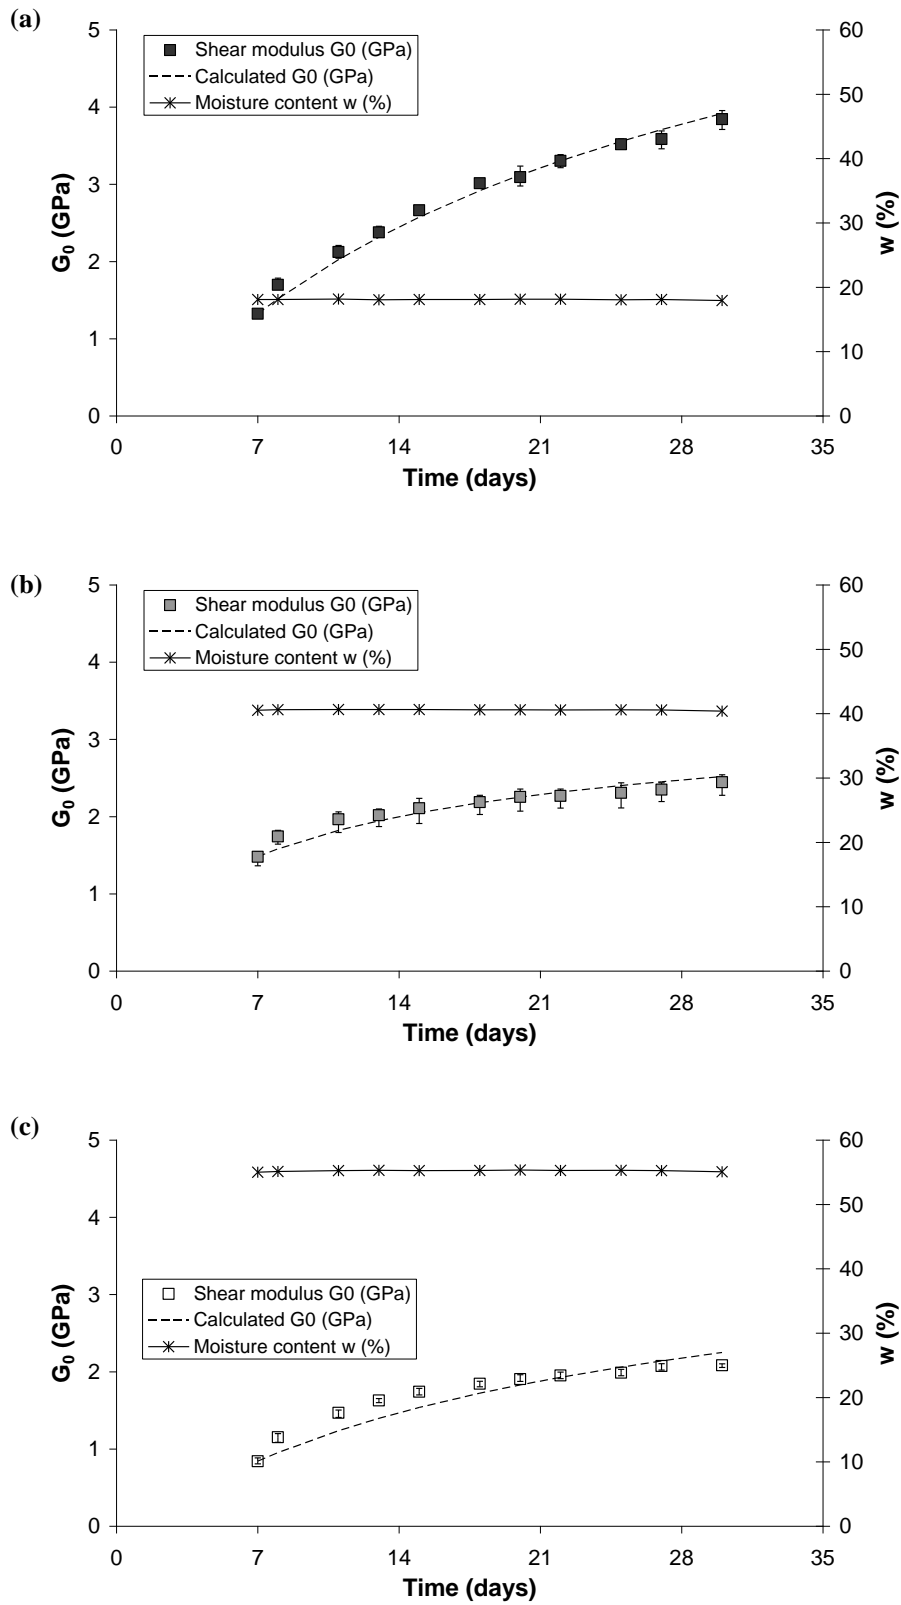 (a)
5
4
3
2
1
0
G₀ (GPa)
Shear modulus G0 (GPa)
Calculated G0 (GPa)
Moisture content w (%)
60
50
40
30
20
10
0
w (%)
0 7 14 21 28 35
Time (days)
(b)
5
4
3
2
1
0
G₀ (GPa)
Shear modulus G0 (GPa)
Calculated G0 (GPa)
Moisture content w (%)
60
50
40
30
20
10
0
w (%)
0 7 14 21 28 35
Time (days)
(c)
5
4
3
2
1
0
G₀ (GPa)
Shear modulus G0 (GPa)
Calculated G0 (GPa)
Moisture content w (%)
60
50
40
30
20
10
0
w (%)
0 7 14 21 28 35
Time (days)